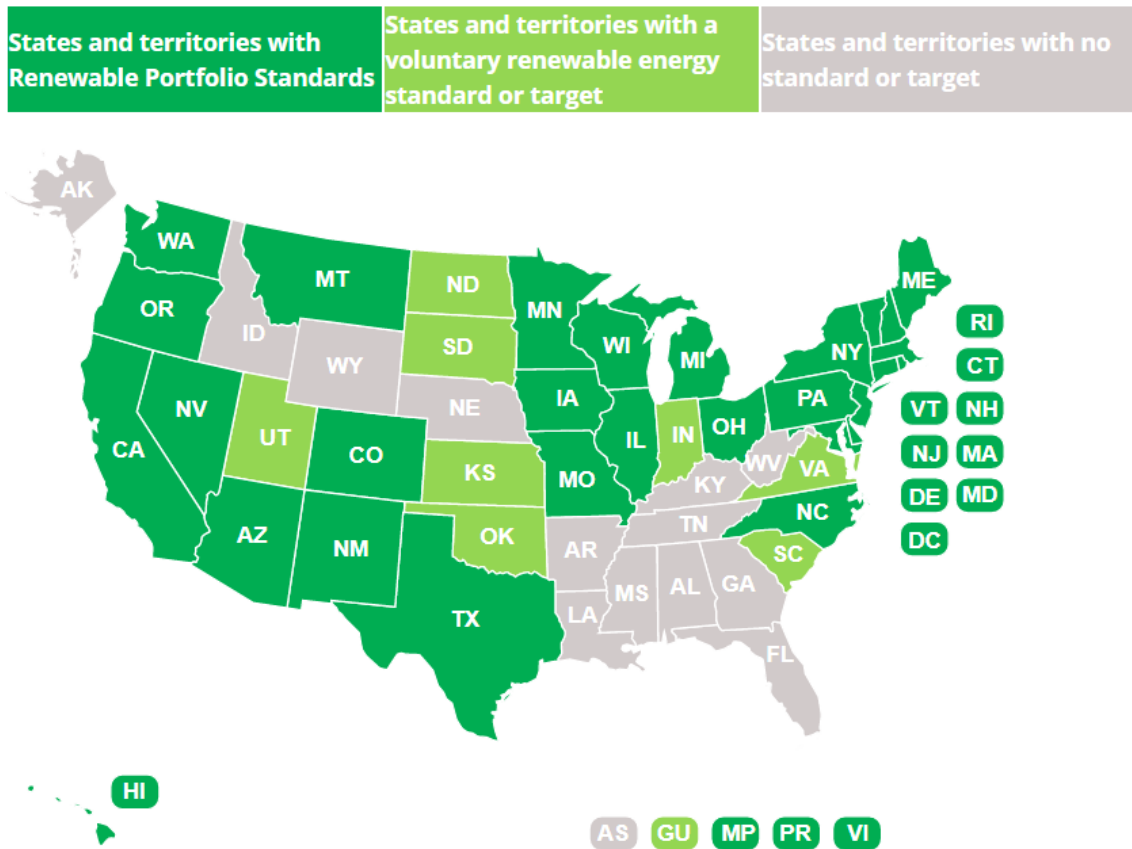 States and territories with
Renewable Portfolio Standards
States and territories with a
voluntary renewable energy
standard or target
States and territories with no
standard or target
AK
WA
MT
ND
MN
ME
OR
ID
SD
WI
MI
NY
RI
WY
CT
NV
NE
IA
PA
VT
NH
CA
UT
CO
KS
MO
IL
IN
OH
WV
VA
NJ
MA
KY
DE
MD
AZ
NM
OK
AR
TN
NC
DC
SC
TX
LA
MS
AL
GA
FL
HI
AS
GU
MP
PR
VI